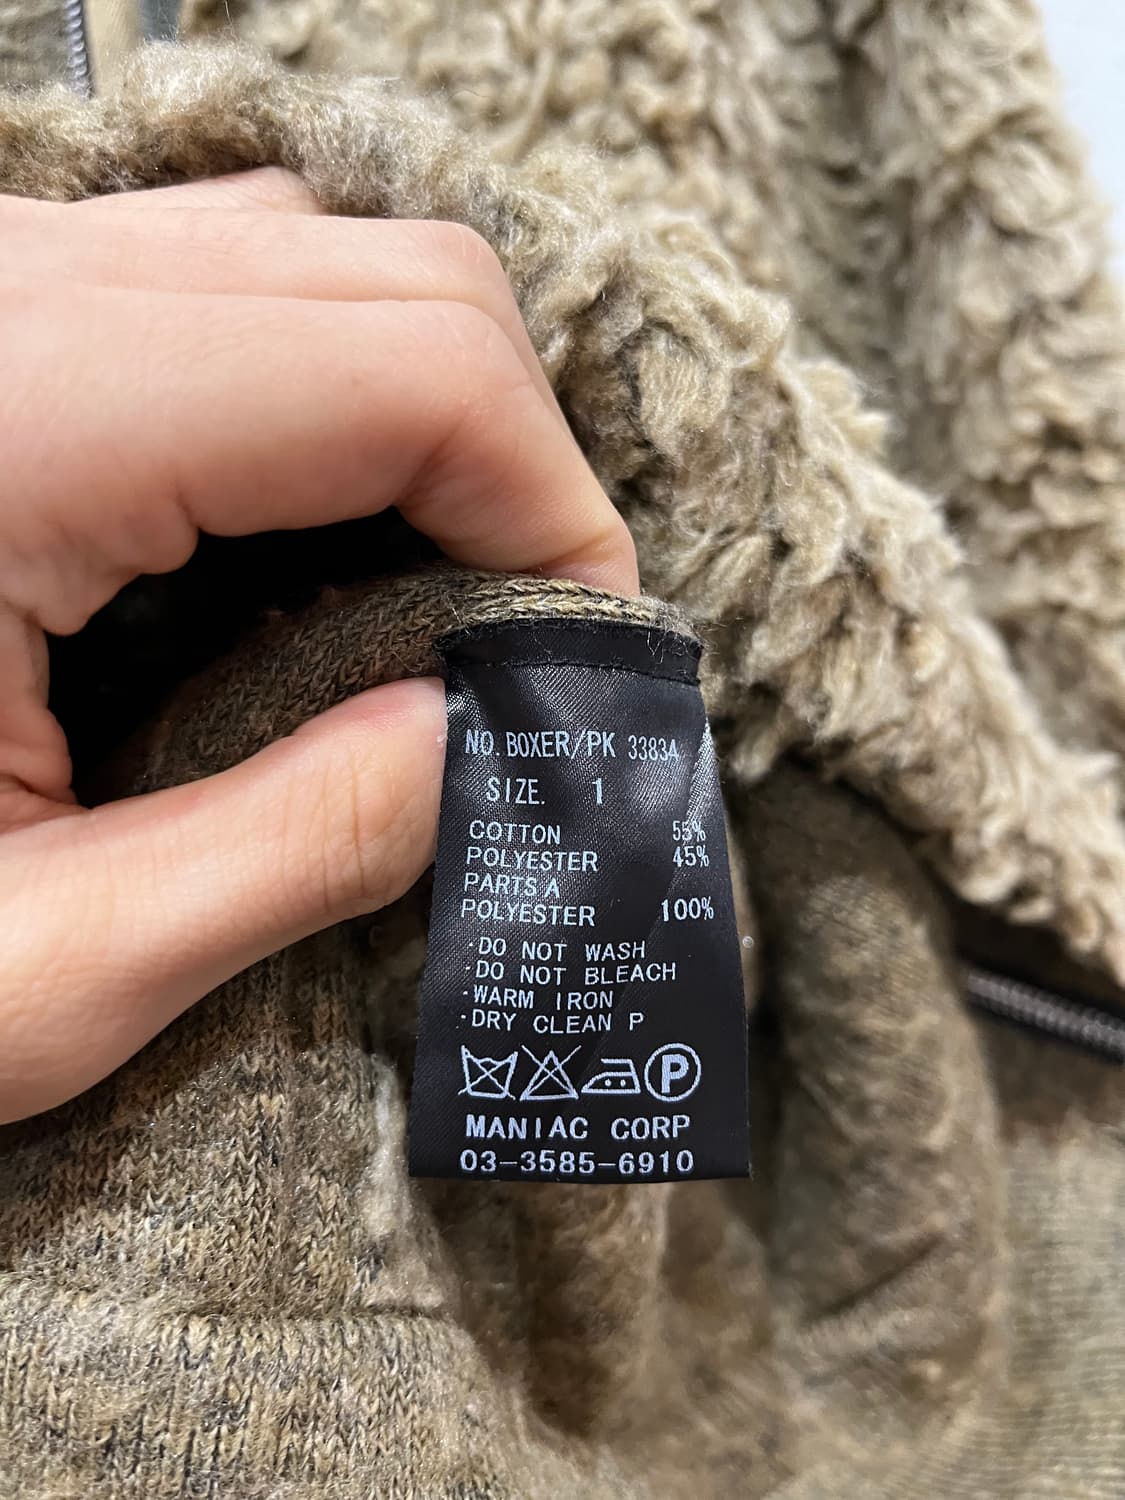 NO. BOXER/PK 33834
SIZE. 1
COTTON 55%
POLYESTER 45%
PARTS A
POLYESTER 100%
·DO NOT WASH
·DO NOT BLEACH
·WARM IRON
·DRY CLEAN P
P
MANIAC CORP
03-3585-6910